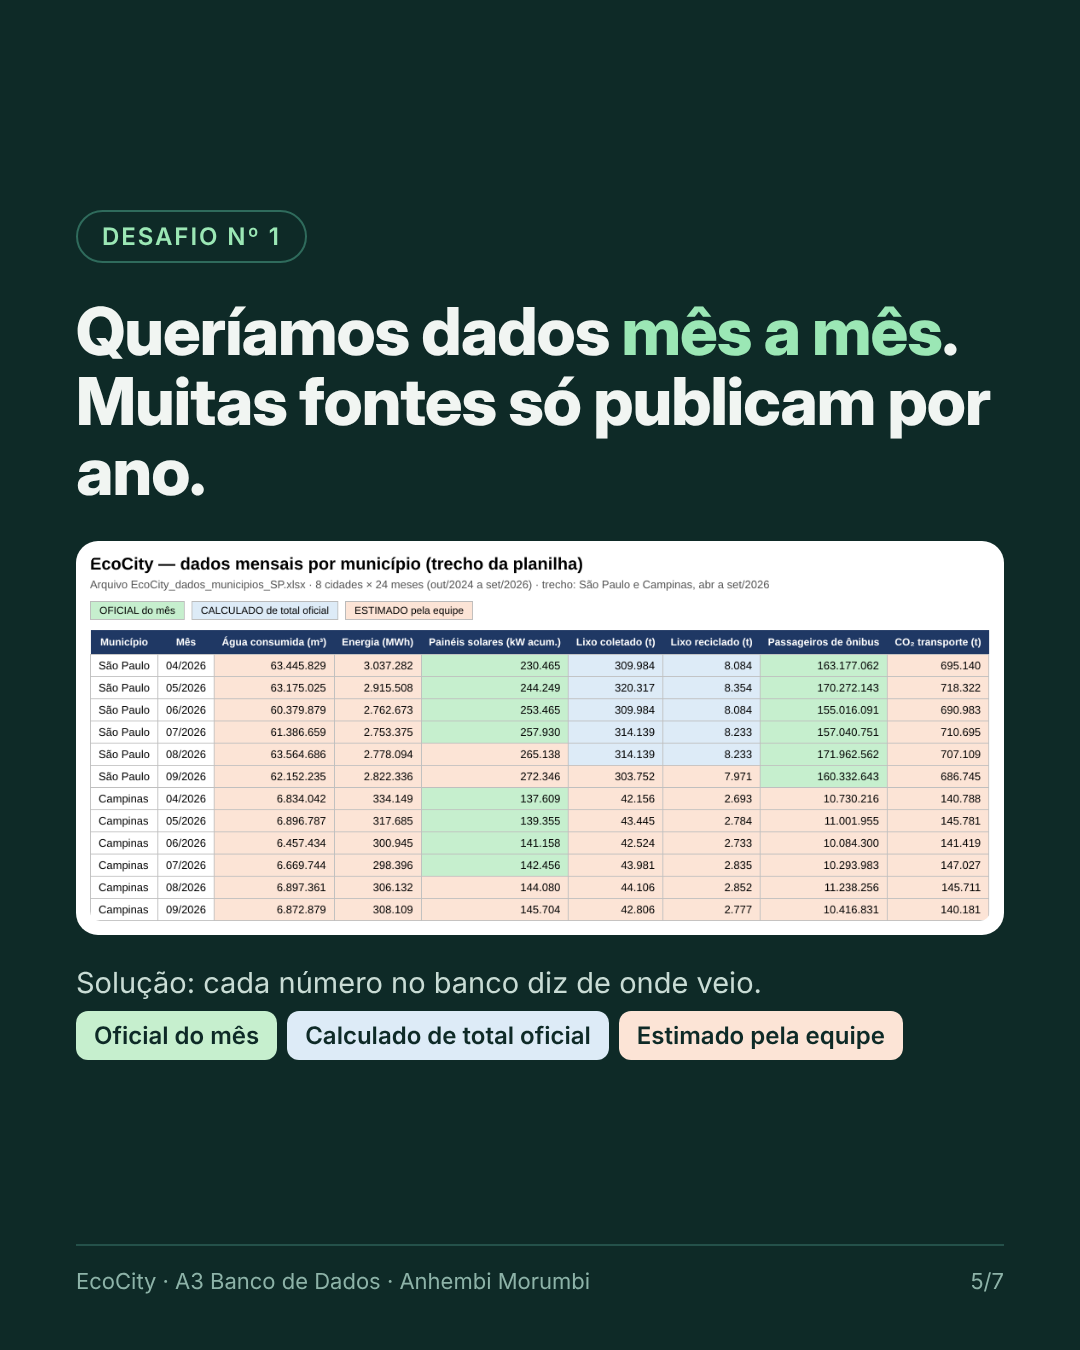 DESAFIO Nº 1
Queríamos dados mês a mês.
Muitas fontes só publicam por
ano.
EcoCity — dados mensais por município (trecho da planilha)
Arquivo EcoCity_dados_municipios_SP.xlsx · 8 cidades × 24 meses (out/2024 a set/2026) · trecho: São Paulo e Campinas, abr a set/2026
OFICIAL do mês CALCULADO de total oficial ESTIMADO pela equipe
Município Mês Água consumida (m³) Energia (MWh) Painéis solares (kW acum.) Lixo coletado (t) Lixo reciclado (t) Passageiros de ônibus CO₂ transporte (t)
São Paulo 04/2026 63.445.829 3.037.282 230.465 309.984 8.084 163.177.062 695.140
São Paulo 05/2026 63.175.025 2.915.508 244.249 320.317 8.354 170.272.143 718.322
São Paulo 06/2026 60.379.879 2.762.673 253.465 309.984 8.084 155.016.091 690.983
São Paulo 07/2026 61.386.659 2.753.375 257.930 314.139 8.233 157.040.751 710.695
São Paulo 08/2026 63.564.686 2.778.094 265.138 314.139 8.233 171.962.562 707.109
São Paulo 09/2026 62.152.235 2.822.336 272.346 303.752 7.971 160.332.643 686.745
Campinas 04/2026 6.834.042 334.149 137.609 42.156 2.693 10.730.216 140.788
Campinas 05/2026 6.896.787 317.685 139.355 43.445 2.784 11.001.955 145.781
Campinas 06/2026 6.457.434 300.945 141.158 42.524 2.733 10.084.300 141.419
Campinas 07/2026 6.669.744 298.396 142.456 43.981 2.835 10.293.983 147.027
Campinas 08/2026 6.897.361 306.132 144.080 44.106 2.852 11.238.256 145.711
Campinas 09/2026 6.872.879 308.109 145.704 42.806 2.777 10.416.831 140.181
Solução: cada número no banco diz de onde veio.
Oficial do mês Calculado de total oficial Estimado pela equipe
EcoCity · A3 Banco de Dados · Anhembi Morumbi 5/7